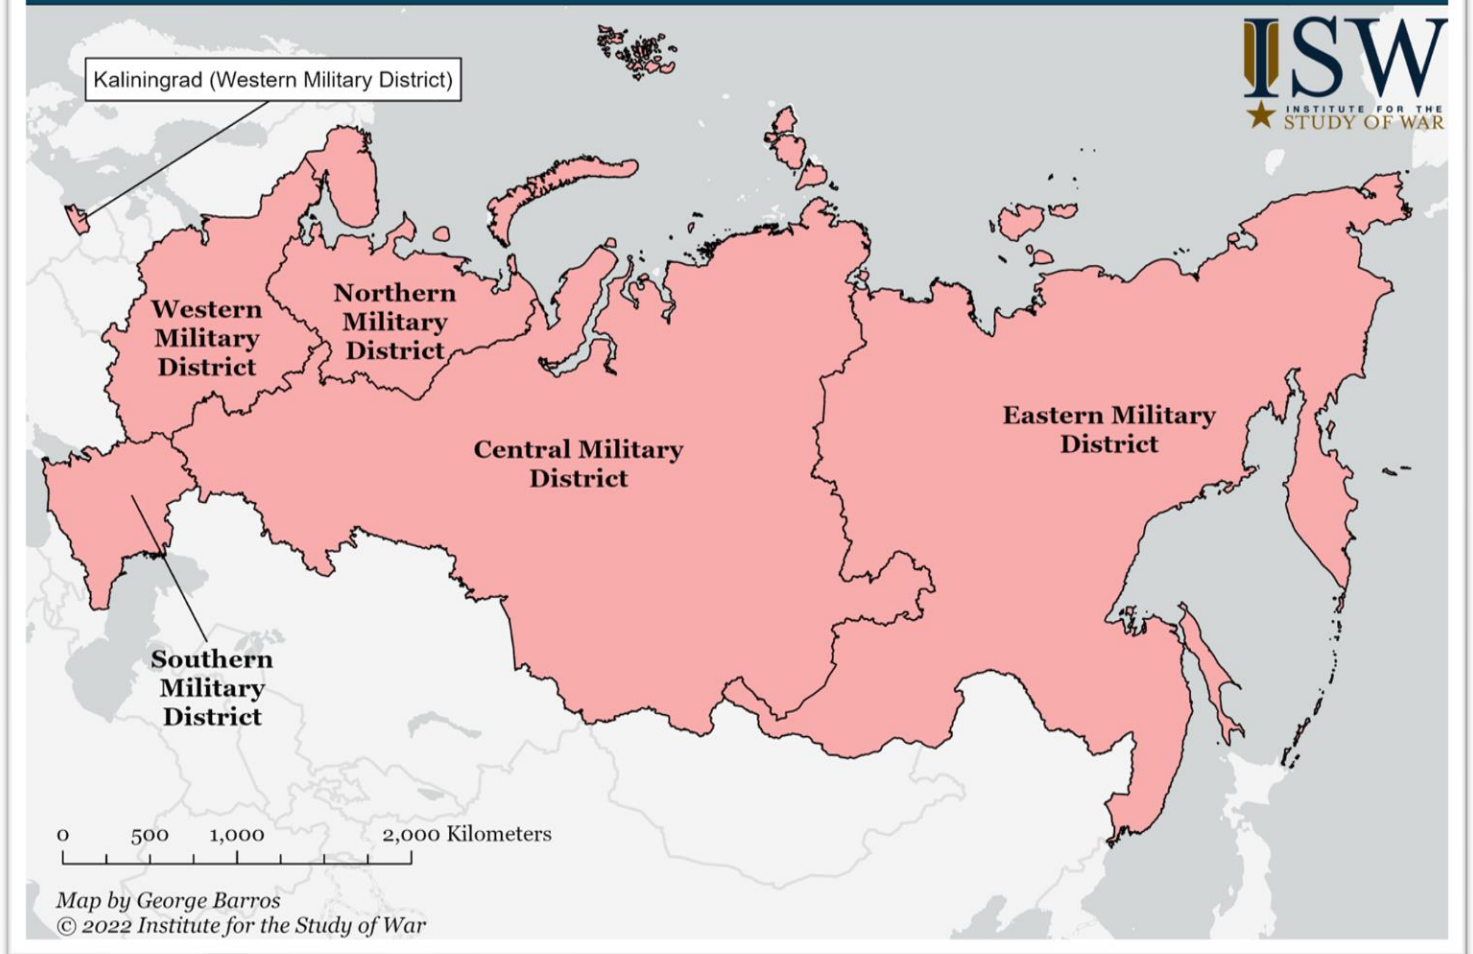 Kaliningrad (Western Military District)
ISW
INSTITUTE FOR THE
STUDY OF WAR
Western
Military
District
Northern
Military
District
Central Military
District
Eastern Military
District
Southern
Military
District
0 500 1,000 2,000 Kilometers
Map by George Barros
© 2022 Institute for the Study of War